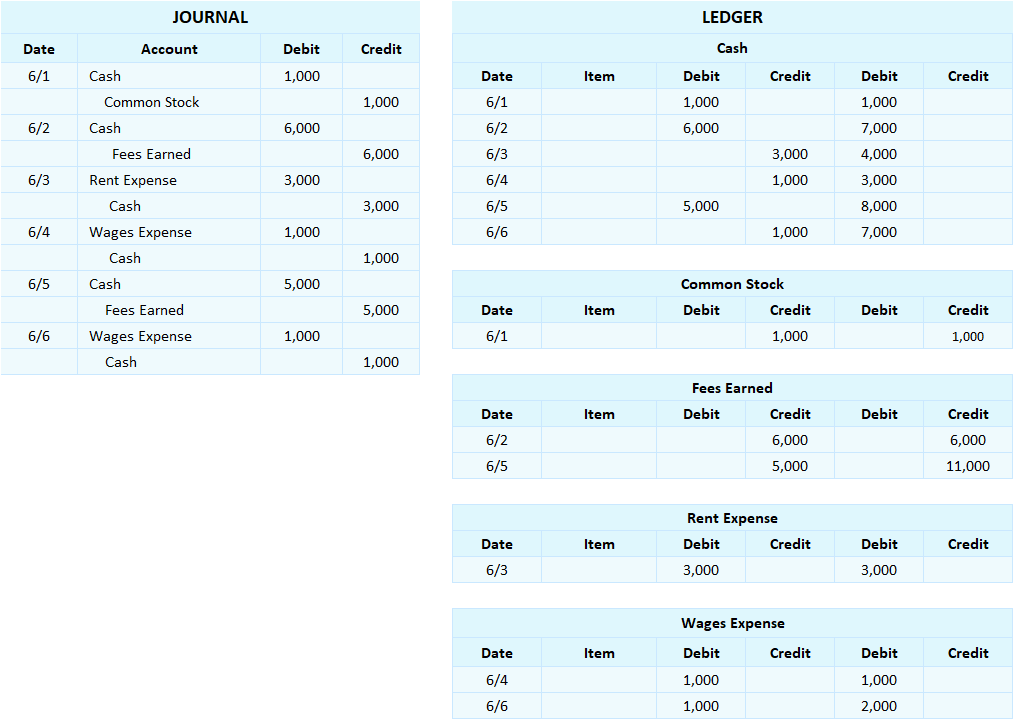 JOURNAL
Date Account Debit Credit
6/1 Cash 1,000
Common Stock 1,000
6/2 Cash 6,000
Fees Earned 6,000
6/3 Rent Expense 3,000
Cash 3,000
6/4 Wages Expense 1,000
Cash 1,000
6/5 Cash 5,000
Fees Earned 5,000
6/6 Wages Expense 1,000
Cash 1,000
LEDGER
Cash
Date Item Debit Credit Debit Credit
6/1 1,000 1,000
6/2 6,000 7,000
6/3 3,000 4,000
6/4 1,000 3,000
6/5 5,000 8,000
6/6 1,000 7,000
Common Stock
Date Item Debit Credit Debit Credit
6/1 1,000 1,000
Fees Earned
Date Item Debit Credit Debit Credit
6/2 6,000 6,000
6/5 5,000 11,000
Rent Expense
Date Item Debit Credit Debit Credit
6/3 3,000 3,000
Wages Expense
Date Item Debit Credit Debit Credit
6/4 1,000 1,000
6/6 1,000 2,000